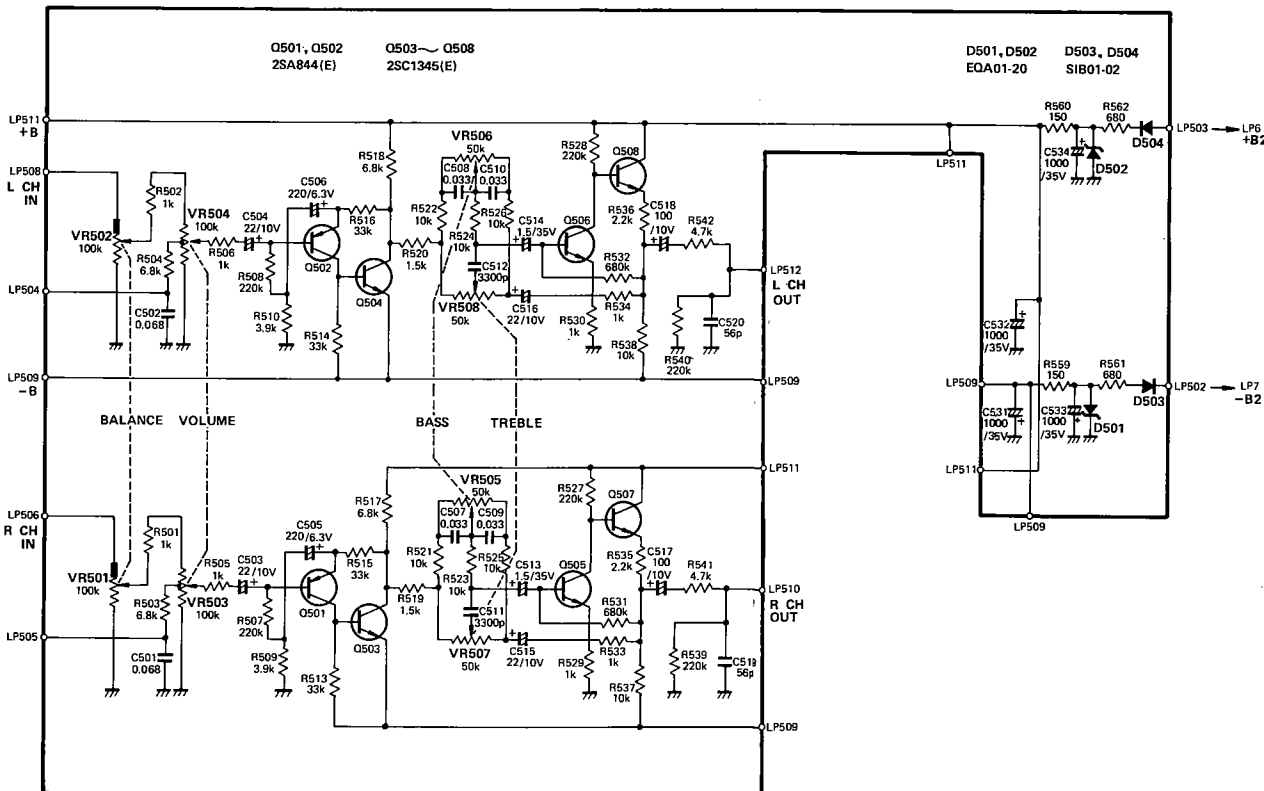 Q501, Q502 Q503~Q508
2SA844(E) 2SC1345(E)
D501, D502 D503, D504
EQA01-20 SIB01-02
LP511
+B
LP508
L CH
IN
R502
1k
VR502
100k
VR504
100k
R504
6.8k
LP504
C502
0.068
R506
1k
C504
22/10V
R508
220k
R510
3.9k
C506
220/6.3V
Q502
R514
33k
R516
33k
Q504
R518
6.8k
R520
1.5k
R522
10k
VR506
50k
C508
0.033
C510
0.033
R524
10k
R526
10k
C512
3300p
VR508
50k
C514
1.5/35V
C516
22/10V
Q506
R528
220k
Q508
R530
1k
R532
680k
R534
1k
R536
2.2k
R538
10k
C518
100
/10V
R542
4.7k
R540
220k
C520
56p
LP512
L CH
OUT
LP509
-B
LP509
BALANCE VOLUME BASS TREBLE
LP511
LP506
R CH
IN
R501
1k
VR501
100k
VR503
100k
R503
6.8k
LP505
C501
0.068
R505
1k
C503
22/10V
R507
220k
R509
3.9k
C505
220/6.3V
Q501
R513
33k
R515
33k
Q503
R517
6.8k
R519
1.5k
R521
10k
VR505
50k
C507
0.033
C509
0.033
R523
10k
R525
10k
C511
3300p
VR507
50k
C513
1.5/35V
C515
22/10V
Q505
R527
220k
Q507
R529
1k
R531
680k
R533
1k
R535
2.2k
R537
10k
C517
100
/10V
R541
4.7k
R539
220k
C519
56p
LP510
R CH
OUT
LP509
LP511
R560
150
R562
680
C534
1000
/35V
D502
D504
LP503
LP6
+B2
C532
1000
/35V
LP509
R559
150
R561
680
C531
1000
/35V
C533
1000
/35V
D501
D503
LP502
LP7
-B2
LP511
LP509